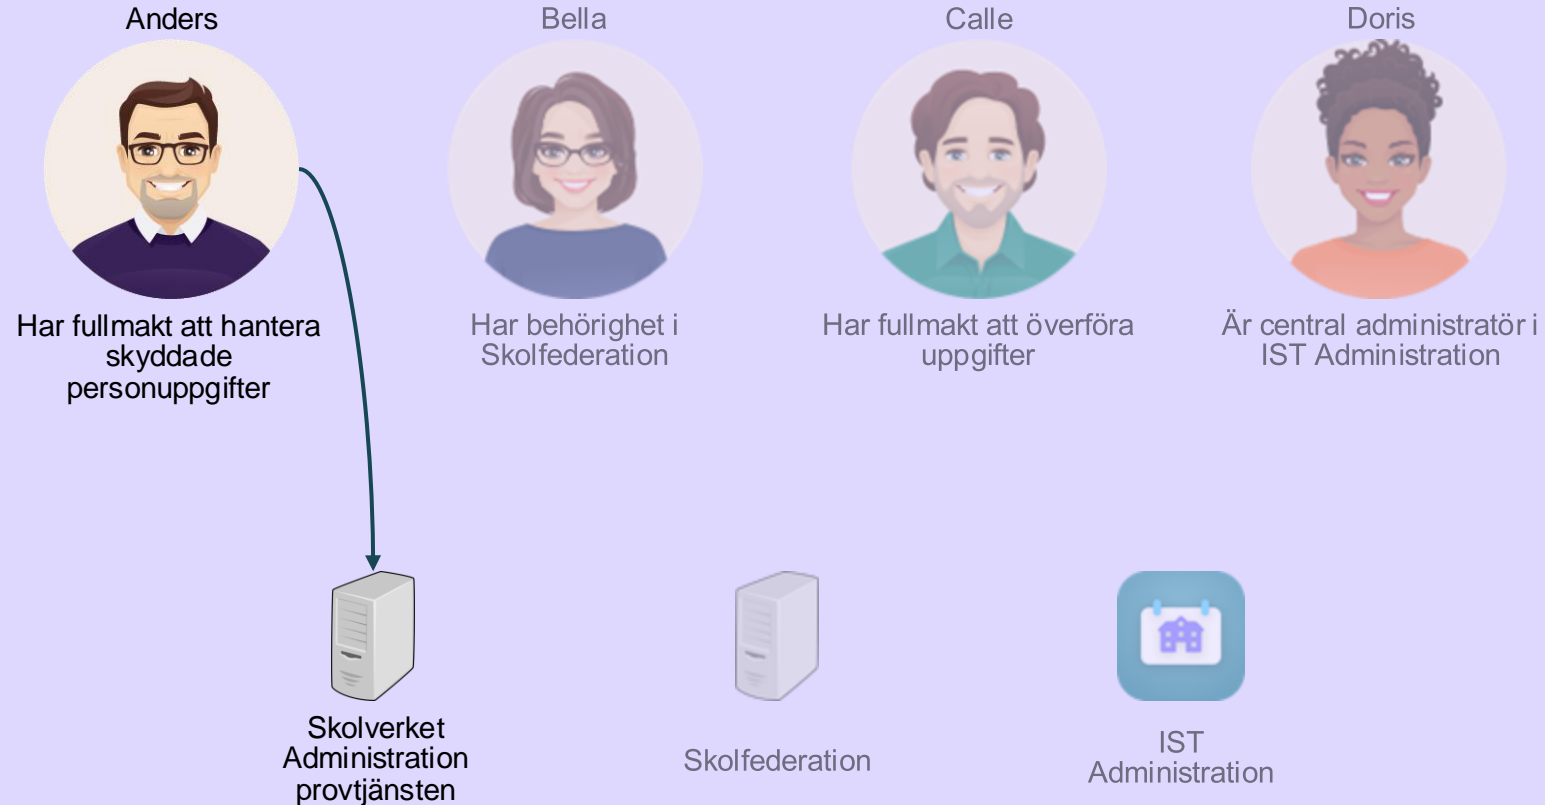 Anders
Bella
Calle
Doris
Har fullmakt att hantera
skyddade
personuppgifter
Har behörighet i
Skolfederation
Har fullmakt att överföra
uppgifter
Är central administratör i
IST Administration
Skolverket
Administration
provtjänsten
Skolfederation
IST
Administration